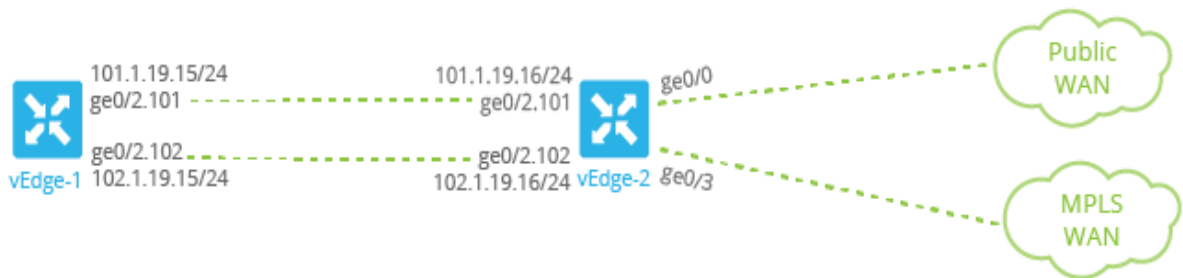 101.1.19.15/24
ge0/2.101
ge0/2.102
102.1.19.15/24
vEdge-1
101.1.19.16/24
ge0/2.101
ge0/2.102
102.1.19.16/24
vEdge-2
ge0/0
ge0/3
Public
WAN
MPLS
WAN